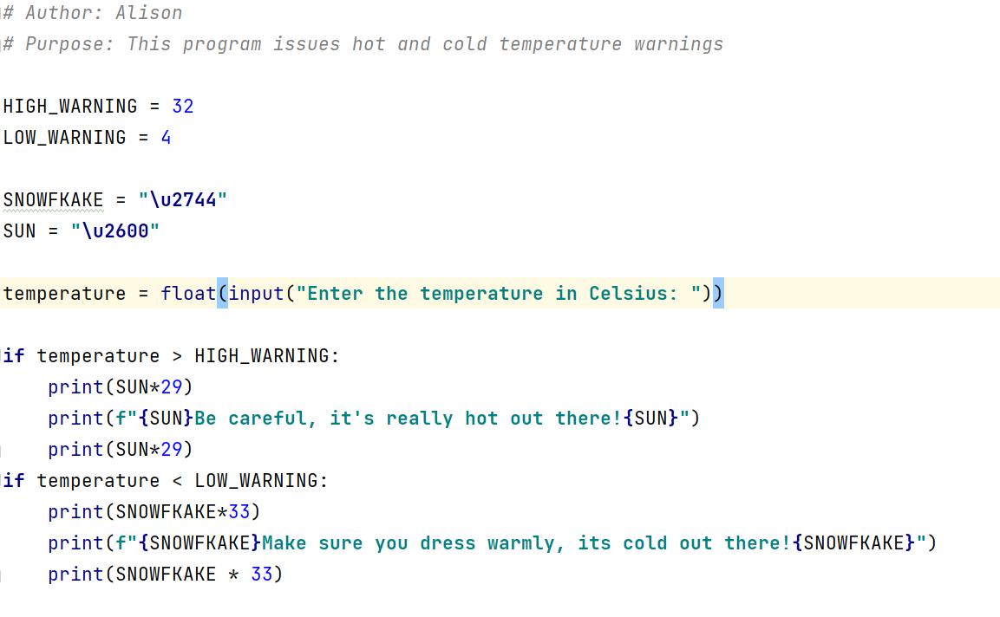 # Author: Alison
# Purpose: This program issues hot and cold temperature warnings
HIGH_WARNING = 32
LOW_WARNING = 4
SNOWFKAKE = "\u2744"
SUN = "\u2600"
temperature = float(input("Enter the temperature in Celsius: "))
if temperature > HIGH_WARNING:
    print(SUN*29)
    print(f"{SUN}Be careful, it's really hot out there!{SUN}")
    print(SUN*29)
if temperature < LOW_WARNING:
    print(SNOWFKAKE*33)
    print(f"{SNOWFKAKE}Make sure you dress warmly, its cold out there!{SNOWFKAKE}")
    print(SNOWFKAKE * 33)